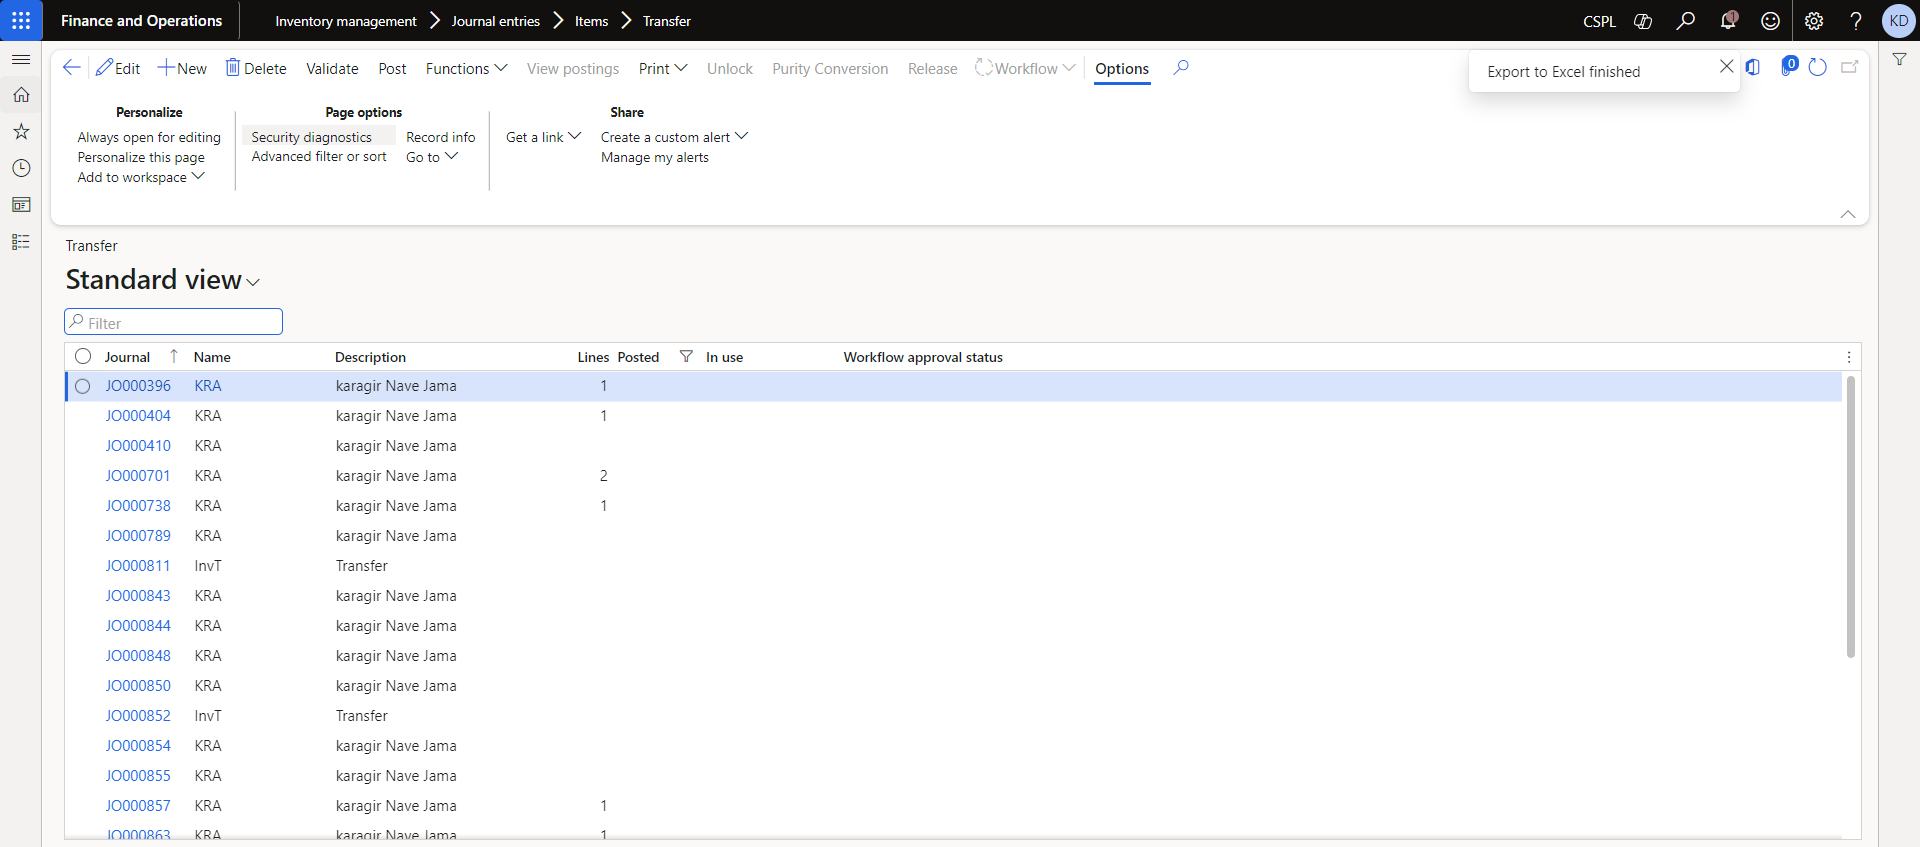 Finance and Operations
Inventory management > Journal entries > Items > Transfer
CSPL
1
KD
Edit New Delete Validate Post Functions View postings Print Unlock Purity Conversion Release Workflow Options
Export to Excel finished
0
Personalize
Always open for editing
Personalize this page
Add to workspace
Page options
Security diagnostics
Advanced filter or sort
Record info
Go to
Get a link
Share
Create a custom alert
Manage my alerts
Transfer
Standard view
Filter
Journal Name Description Lines Posted In use Workflow approval status
JO000396 KRA karagir Nave Jama 1
JO000404 KRA karagir Nave Jama 1
JO000410 KRA karagir Nave Jama
JO000701 KRA karagir Nave Jama 2
JO000738 KRA karagir Nave Jama 1
JO000789 KRA karagir Nave Jama
JO000811 InvT Transfer
JO000843 KRA karagir Nave Jama
JO000844 KRA karagir Nave Jama
JO000848 KRA karagir Nave Jama
JO000850 KRA karagir Nave Jama
JO000852 InvT Transfer
JO000854 KRA karagir Nave Jama
JO000855 KRA karagir Nave Jama
JO000857 KRA karagir Nave Jama 1
JO000863 KRA karagir Nave Jama 1